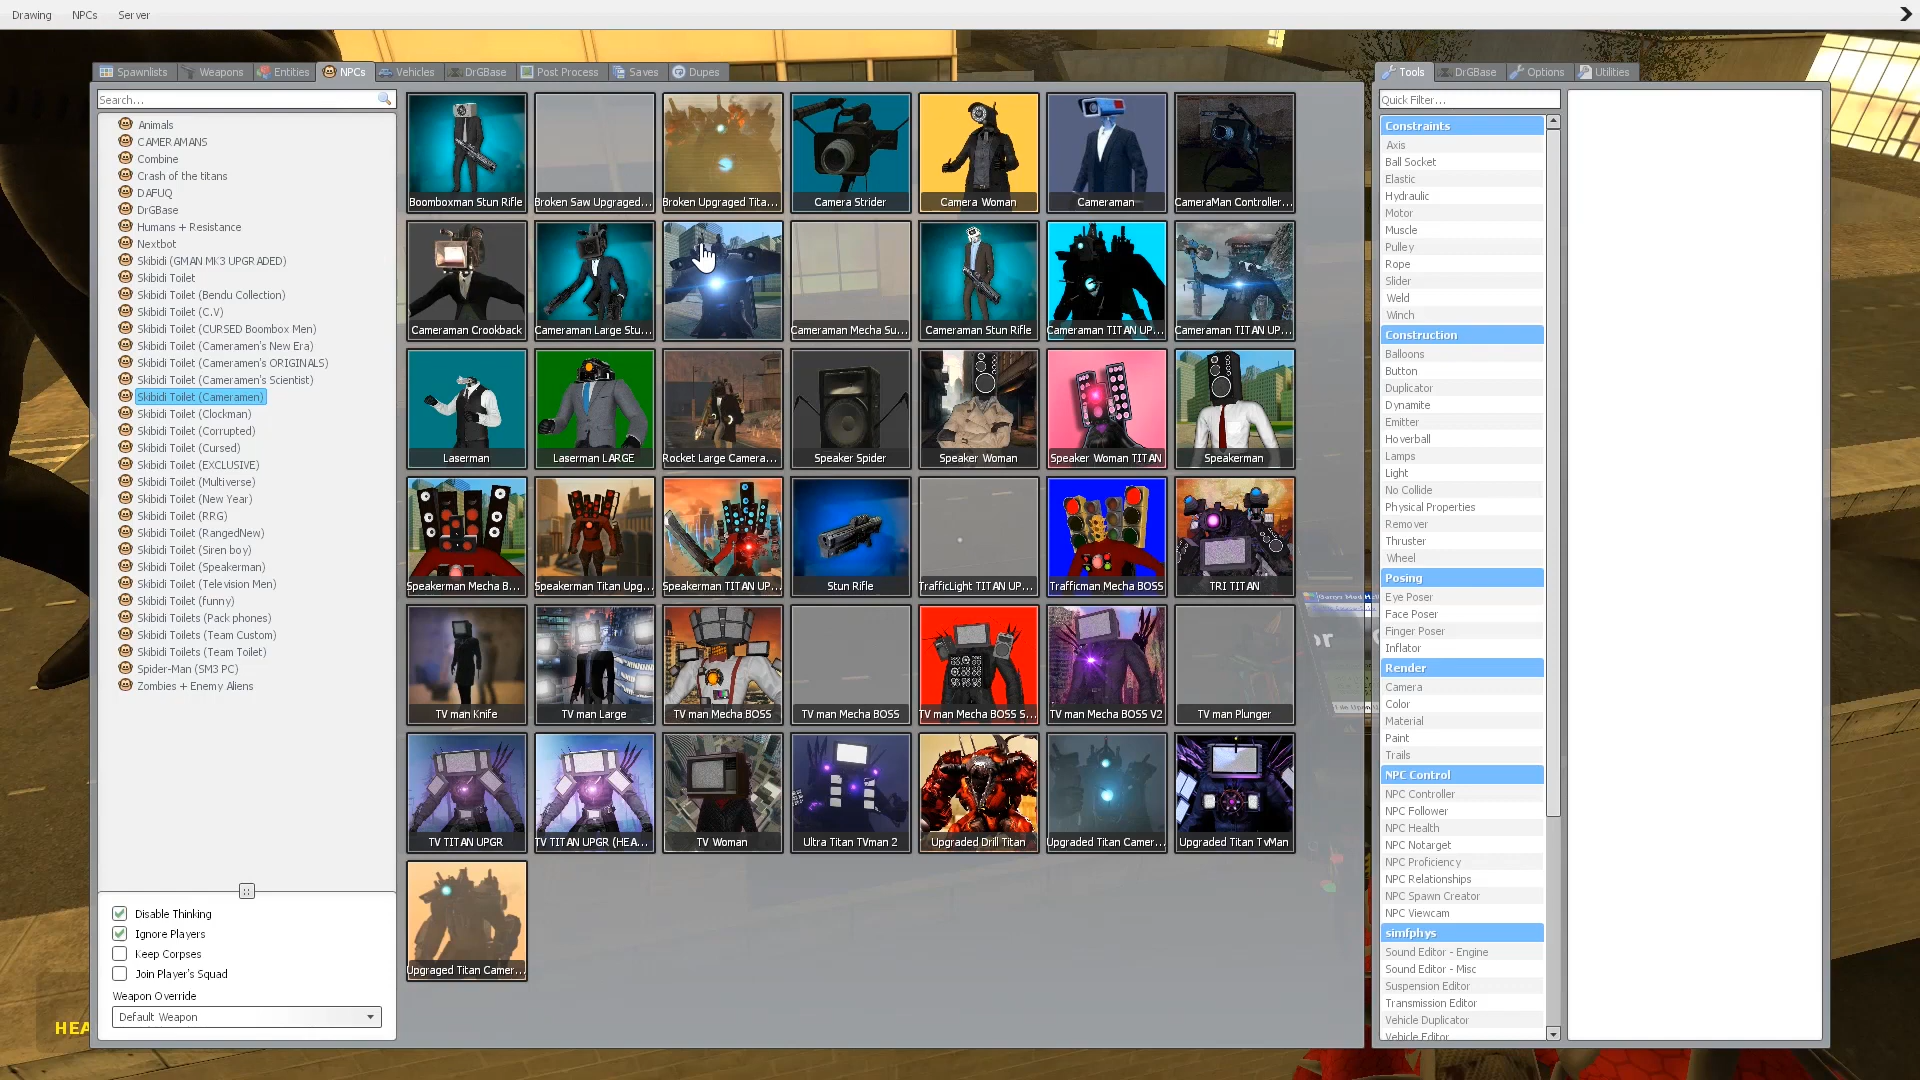 Drawing NPCs Server
Spawnlists Weapons Entities NPCs Vehicles DrGBase Post Process Saves Dupes
Search...
Animals
CAMERAMANS
Combine
Crash of the titans
DAFUQ
DrGBase
Humans + Resistance
Nextbot
Skibidi (GMAN MK3 UPGRADED)
Skibidi Toilet
Skibidi Toilet (Bendu Collection)
Skibidi Toilet (C.V)
Skibidi Toilet (CURSED Boombox Men)
Skibidi Toilet (Cameramen's New Era)
Skibidi Toilet (Cameramen's ORIGINALS)
Skibidi Toilet (Cameramen's Scientist)
Skibidi Toilet (Cameramen)
Skibidi Toilet (Clockman)
Skibidi Toilet (Corrupted)
Skibidi Toilet (Cursed)
Skibidi Toilet (EXCLUSIVE)
Skibidi Toilet (Multiverse)
Skibidi Toilet (New Year)
Skibidi Toilet (RRG)
Skibidi Toilet (RangedNew)
Skibidi Toilet (Siren boy)
Skibidi Toilet (Speakerman)
Skibidi Toilet (Television Men)
Skibidi Toilet (funny)
Skibidi Toilets (Pack phones)
Skibidi Toilets (Team Custom)
Skibidi Toilets (Team Toilet)
Spider-Man (SM3 PC)
Zombies + Enemy Aliens
Disable Thinking
Ignore Players
Keep Corpses
Join Player's Squad
Weapon Override
Default Weapon
HEA
Boomboxman Stun Rifle
Broken Saw Upgraded...
Broken Upgraded Tita...
Camera Strider
Camera Woman
Cameraman
CameraMan Controller...
Cameraman Crookback
Cameraman Large Stu...
Cameraman Mecha Su...
Cameraman Stun Rifle
Cameraman TITAN UP...
Cameraman TITAN UP...
Laserman
Laserman LARGE
Rocket Large Camera...
Speaker Spider
Speaker Woman
Speaker Woman TITAN
Speakerman
Speakerman Mecha B...
Speakerman Titan Upg...
Speakerman TITAN UP...
Stun Rifle
TrafficLight TITAN UP...
Trafficman Mecha BOSS
TRI TITAN
TV man Knife
TV man Large
TV man Mecha BOSS
TV man Mecha BOSS
TV man Mecha BOSS S...
TV man Mecha BOSS V2
TV man Plunger
TV TITAN UPGR
TV TITAN UPGR (HEA...
TV Woman
Ultra Titan TVman 2
Upgraded Drill Titan
Upgraded Titan Camer...
Upgraded Titan TvMan
Upgraged Titan Camer...
Tools DrGBase Options Utilities
Quick Filter...
Constraints
Axis
Ball Socket
Elastic
Hydraulic
Motor
Muscle
Pulley
Rope
Slider
Weld
Winch
Construction
Balloons
Button
Duplicator
Dynamite
Emitter
Hoverball
Lamps
Light
No Collide
Physical Properties
Remover
Thruster
Wheel
Posing
Eye Poser
Face Poser
Finger Poser
Inflator
Render
Camera
Color
Material
Paint
Trails
NPC Control
NPC Controller
NPC Follower
NPC Health
NPC Notarget
NPC Proficiency
NPC Relationships
NPC Spawn Creator
NPC Viewcam
simfphys
Sound Editor - Engine
Sound Editor - Misc
Suspension Editor
Transmission Editor
Vehicle Duplicator
Vehicle Editor